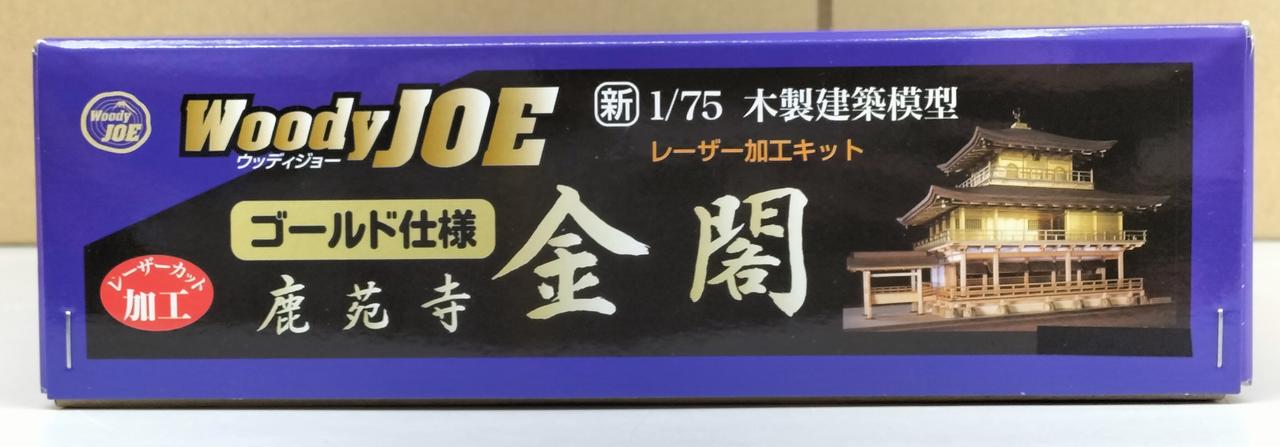 Woody
JOE
WoodyJOE
ウッディジョー
新 1/75 木製建築模型
レーザー加工キット
ゴールド仕様
鹿苑寺
金閣
レーザーカット
加工